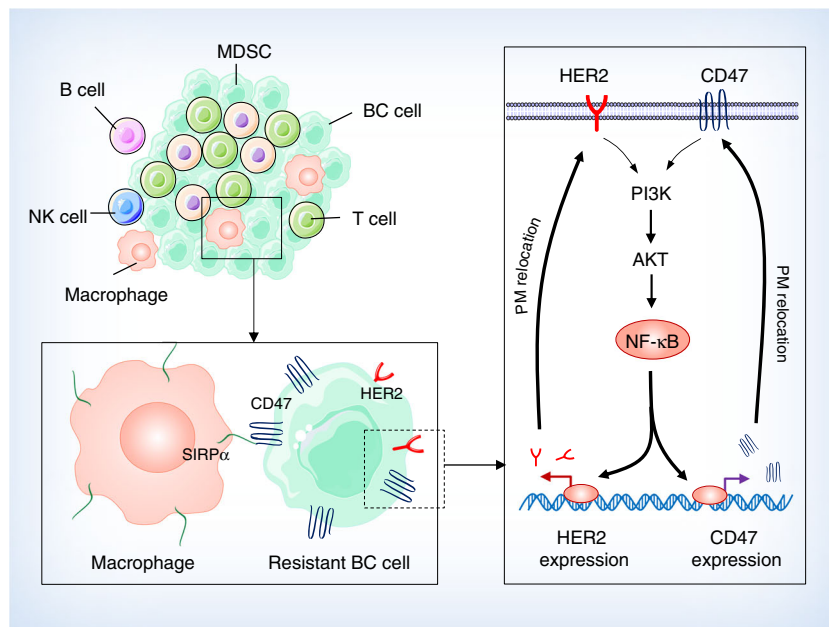 MDSC
B cell
BC cell
NK cell
T cell
Macrophage
CD47
HER2
SIRPα
Macrophage
Resistant BC cell
HER2
CD47
PI3K
AKT
NF-κB
PM relocation
PM relocation
HER2
expression
CD47
expression